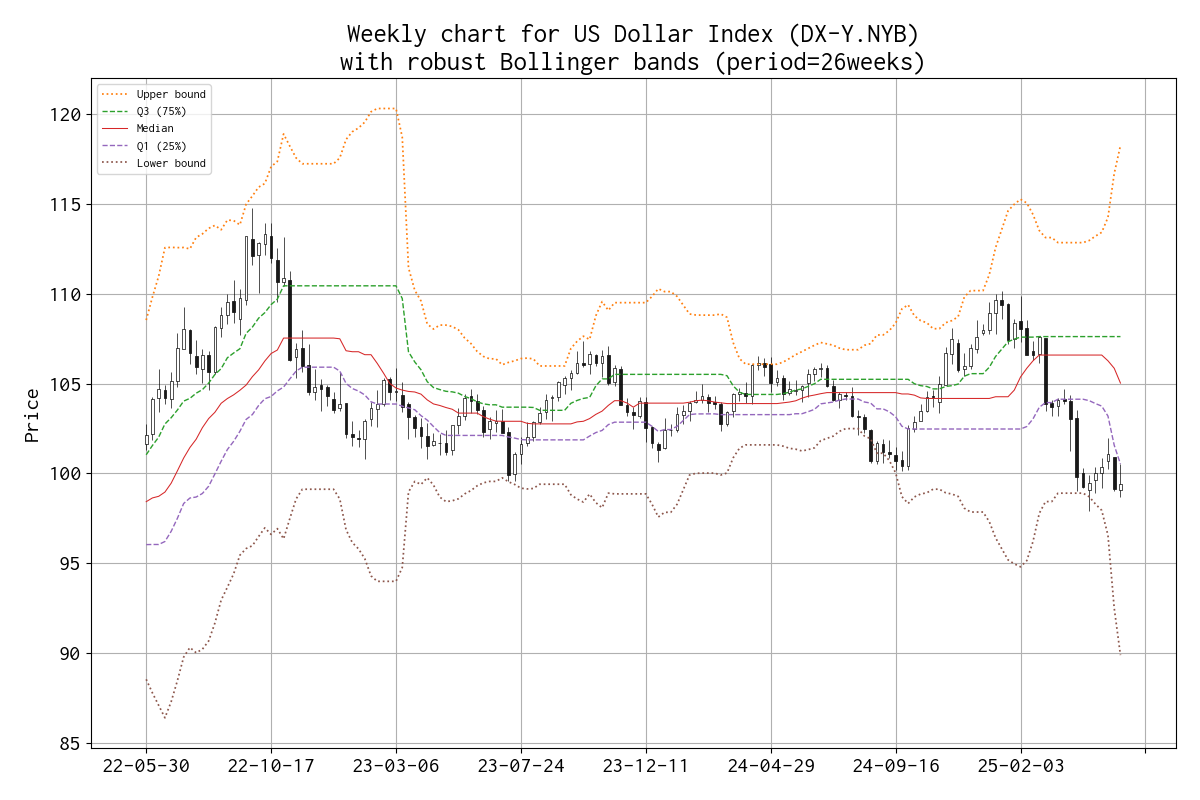 Weekly chart for US Dollar Index (DX-Y.NYB)
with robust Bollinger bands (period=26weeks)
Upper bound
Q3 (75%)
Median
Q1 (25%)
Lower bound
Price
120
115
110
105
100
95
90
85
22-05-30 22-10-17 23-03-06 23-07-24 23-12-11 24-04-29 24-09-16 25-02-03